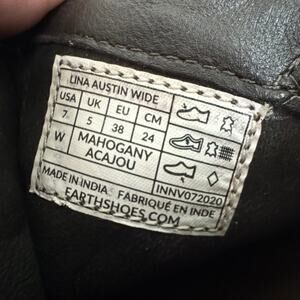 LINA AUSTIN WIDE
USA UK EU CM
7 5 38 24
W MAHOGANY
ACAJOU
INNV072020
MADE IN INDIA FABRIQUÉ EN INDE
EARTHSHOES.COM